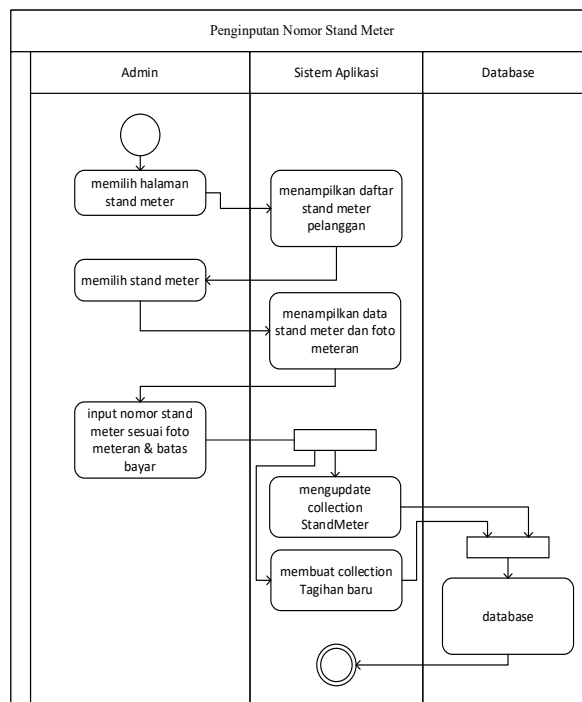 Penginputan Nomor Stand Meter
Admin
Sistem Aplikasi
Database
memilih halaman
stand meter
menampilkan daftar
stand meter
pelanggan
memilih stand meter
menampilkan data
stand meter dan foto
meteran
input nomor stand
meter sesuai foto
meteran & batas
bayar
mengupdate
collection
StandMeter
membuat collection
Tagihan baru
database